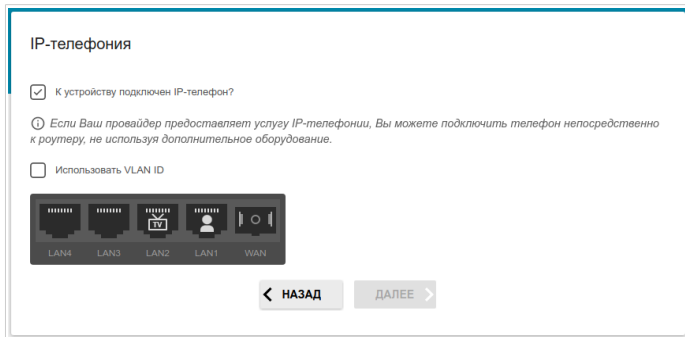 IP-телефония
К устройству подключен IP-телефон?
Если Ваш провайдер предоставляет услугу IP-телефонии, Вы можете подключить телефон непосредственно
к роутеру, не используя дополнительное оборудование.
Использовать VLAN ID
TV
LAN4 LAN3 LAN2 LAN1 WAN
НАЗАД ДАЛЕЕ